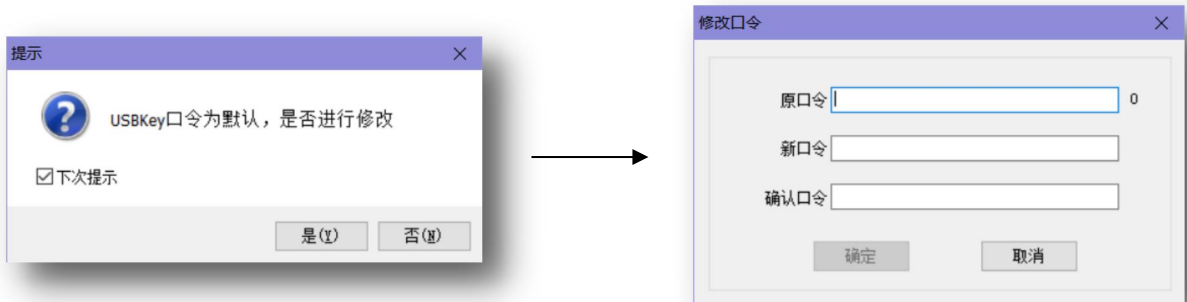 提示
USBKey口令为默认，是否进行修改
下次提示
是(Y)
否(N)
修改口令
原口令
0
新口令
确认口令
确定
取消